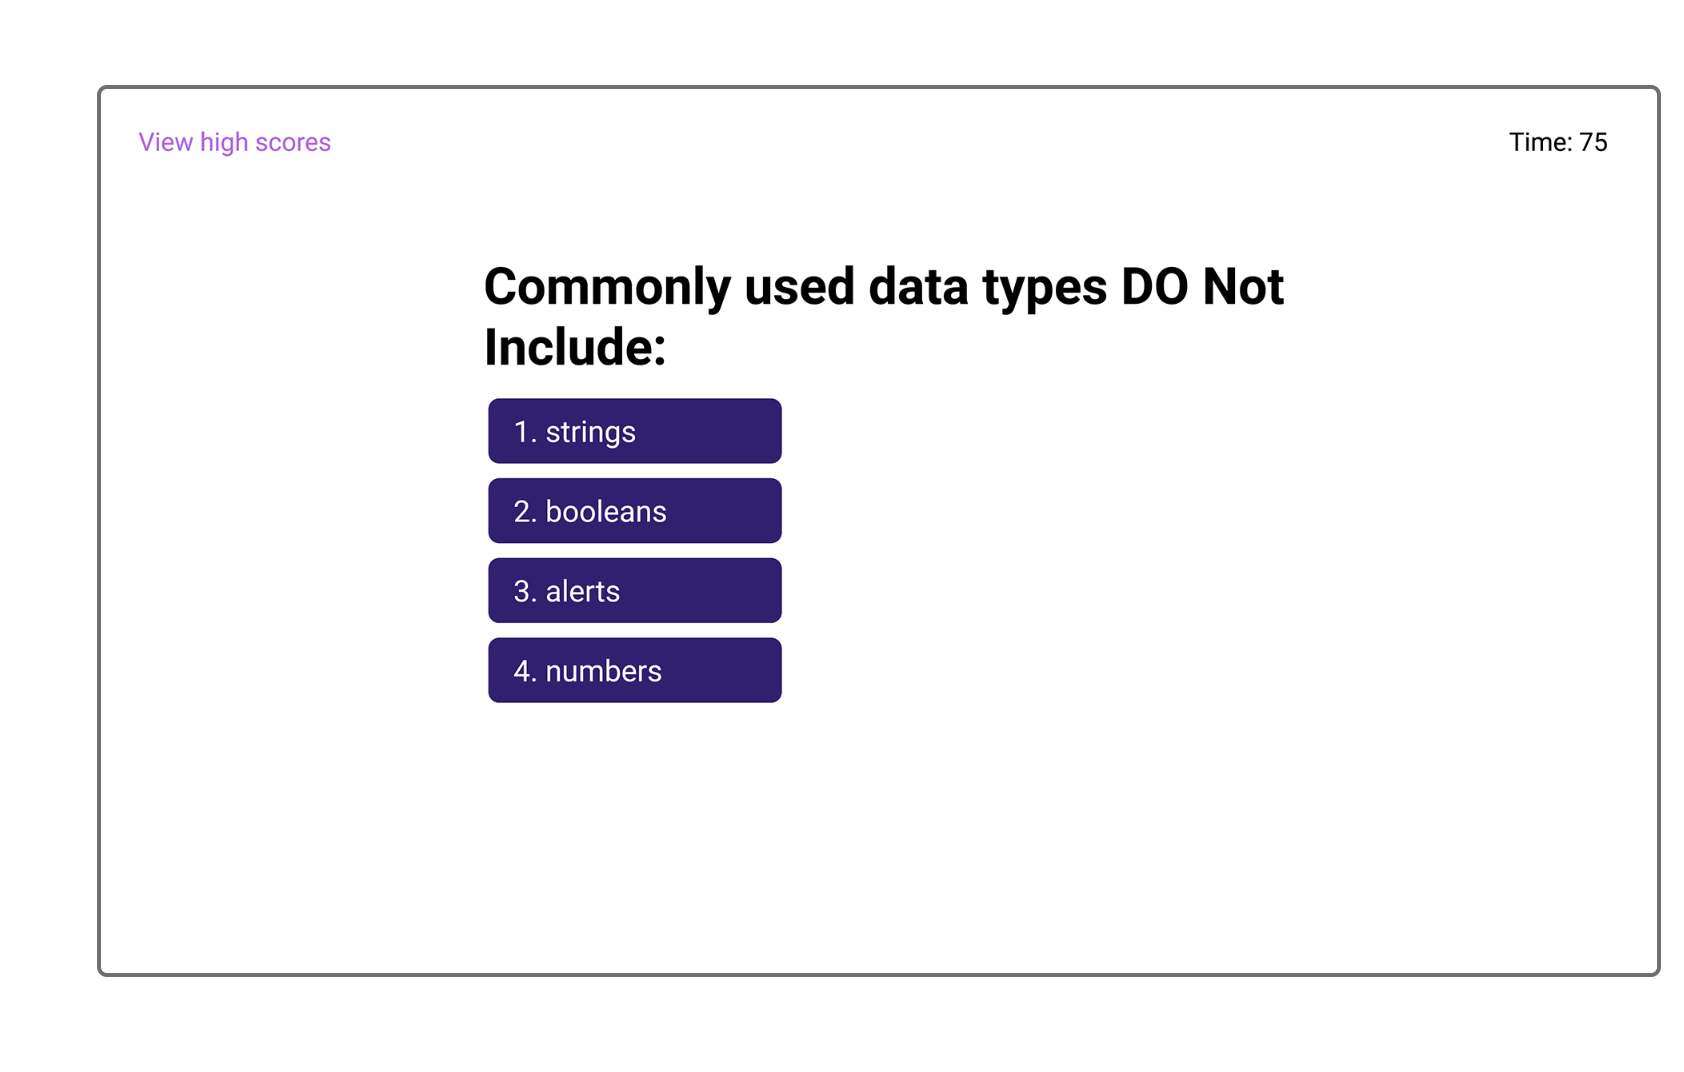 View high scores
Time: 75
Commonly used data types DO Not
Include:
1. strings
2. booleans
3. alerts
4. numbers